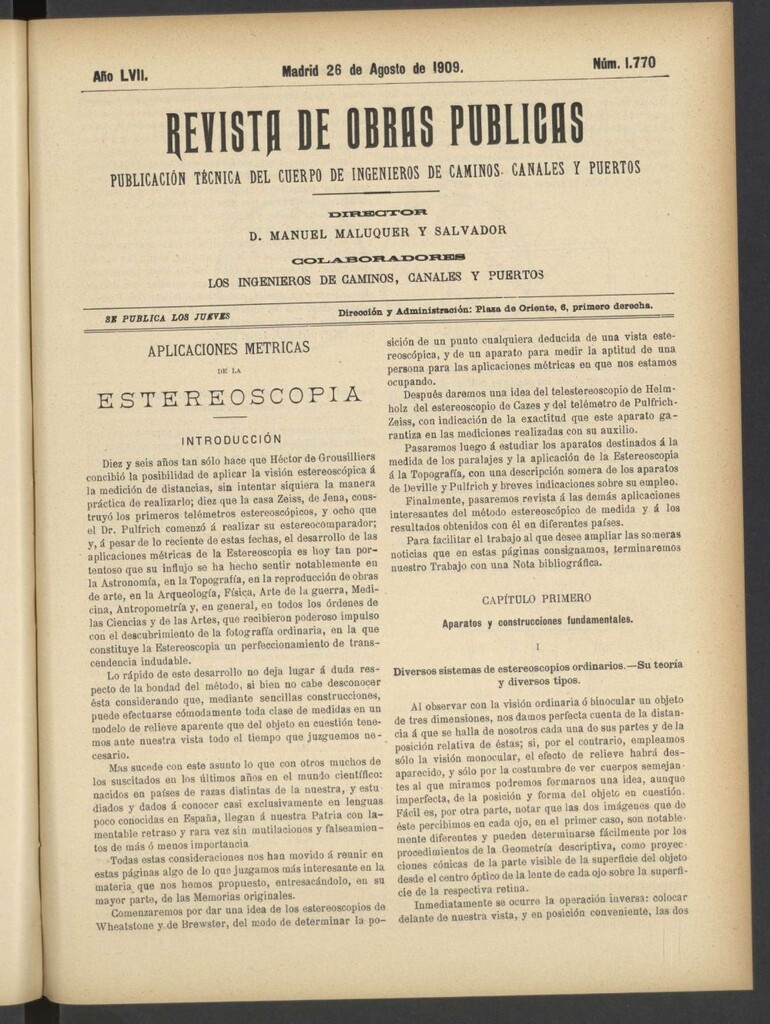 Año LVII.
Madrid 26 de Agosto de 1909.
Núm. 1.770
REVISTA DE OBRAS PUBLICAS
PUBLICACIÓN TÉCNICA DEL CUERPO DE INGENIEROS DE CAMINOS. CANALES Y PUERTOS
DIRECTOR
D. MANUEL MALUQUER Y SALVADOR
COLABORADORES
LOS INGENIEROS DE CAMINOS, CANALES Y PUERTOS
SE PUBLICA LOS JUEVES
Dirección y Administración: Plaza de Oriente, 6, primero derecha.
APLICACIONES METRICAS
DE LA
ESTEREOSCOPIA
INTRODUCCIÓN
Diez y seis años tan sólo hace que Héctor de Grousilliers
concibió la posibilidad de aplicar la visión estereoscópica á
la medición de distancias, sin intentar siquiera la manera
práctica de realizarlo; diez que la casa Zeiss, de Jena, cons-
truyó los primeros telémetros estereoscópicos, y ocho que
el Dr. Pulfrich comenzó á realizar su estereocomparador;
y, á pesar de lo reciente de estas fechas, el desarrollo de las
aplicaciones métricas de la Estereoscopia es hoy tan por-
tentoso que su influjo se ha hecho sentir notablemente en
la Astronomía, en la Topografía, en la reproducción de obras
de arte, en la Arqueología, Física, Arte de la guerra, Medi-
cina, Antropometría y, en general, en todos los órdenes de
las Ciencias y de las Artes, que recibieron poderoso impulso
con el descubrimiento de la fotografía ordinaria, en la que
constituye la Estereoscopia un perfeccionamiento de trans-
cendencia indudable.
Lo rápido de este desarrollo no deja lugar á duda res-
pecto de la bondad del método, si bien no cabe desconocer
ésta considerando que, mediante sencillas construcciones,
puede efectuarse cómodamente toda clase de medidas en un
modelo de relieve aparente que del objeto en cuestión tene-
mos ante nuestra vista todo el tiempo que juzguemos ne-
cesario.
Mas sucede con este asunto lo que con otros muchos de
los suscitados en los últimos años en el mundo científico:
nacidos en países de razas distintas de la nuestra, y estu-
diados y dados á conocer casi exclusivamente en lenguas
poco conocidas en España, llegan á nuestra Patria con la-
mentable retraso y rara vez sin mutilaciones y falseamien-
tos de más ó menos importancia
Todas estas consideraciones nos han movido á reunir en
estas páginas algo de lo que juzgamos más interesante en la
materia que nos hemos propuesto, entresacándolo, en su
mayor parte, de las Memorias originales.
Comenzaremos por dar una idea de los estereoscopios de
Wheatstone y de Brewster, del modo de determinar la po-
sición de un punto cualquiera deducida de una vista este-
reoscópica, y de un aparato para medir la aptitud de una
persona para las aplicaciones métricas en que nos estamos
ocupando.
Después daremos una idea del telestereoscopio de Helm-
holz del estereoscopio de Cazes y del telémetro de Pulfrich-
Zeiss, con indicación de la exactitud que este aparato ga-
rantiza en las mediciones realizadas con su auxilio.
Pasaremos luego á estudiar los aparatos destinados á la
medida de los paralajes y la aplicación de la Estereoscopia
á la Topografía, con una descripción somera de los aparatos
de Deville y Pulfrich y breves indicaciones sobre su empleo.
Finalmente, pasaremos revista á las demás aplicaciones
interesantes del método estereoscópico de medida y á los
resultados obtenidos con él en diferentes países.
Para facilitar el trabajo al que desee ampliar las someras
noticias que en estas páginas consignamos, terminaremos
nuestro Trabajo con una Nota bibliográfica.
CAPÍTULO PRIMERO
Aparatos y construcciones fundamentales.
I
Diversos sistemas de estereoscopios ordinarios.—Su teoría
y diversos tipos.
Al observar con la visión ordinaria ó binocular un objeto
de tres dimensiones, nos damos perfecta cuenta de la distan-
cia á que se halla de nosotros cada una de sus partes y de la
posición relativa de éstas; si, por el contrario, empleamos
sólo la visión monocular, el efecto de relieve habrá des-
aparecido, y sólo por la costumbre de ver cuerpos semejan-
tes al que miramos podremos formarnos una idea, aunque
imperfecta, de la posición y forma del objeto en cuestión.
Fácil es, por otra parte, notar que las dos imágenes que de
éste percibimos en cada ojo, en el primer caso, son notable-
mente diferentes y pueden determinarse fácilmente por los
procedimientos de la Geometría descriptiva, como proyec-
ciones cónicas de la parte visible de la superficie del objeto
desde el centro óptico de la lente de cada ojo sobre la superfi-
cie de la respectiva retina.
Inmediatamente se ocurre la operación inversa: colocar
delante de nuestra vista, y en posición conveniente, las dos